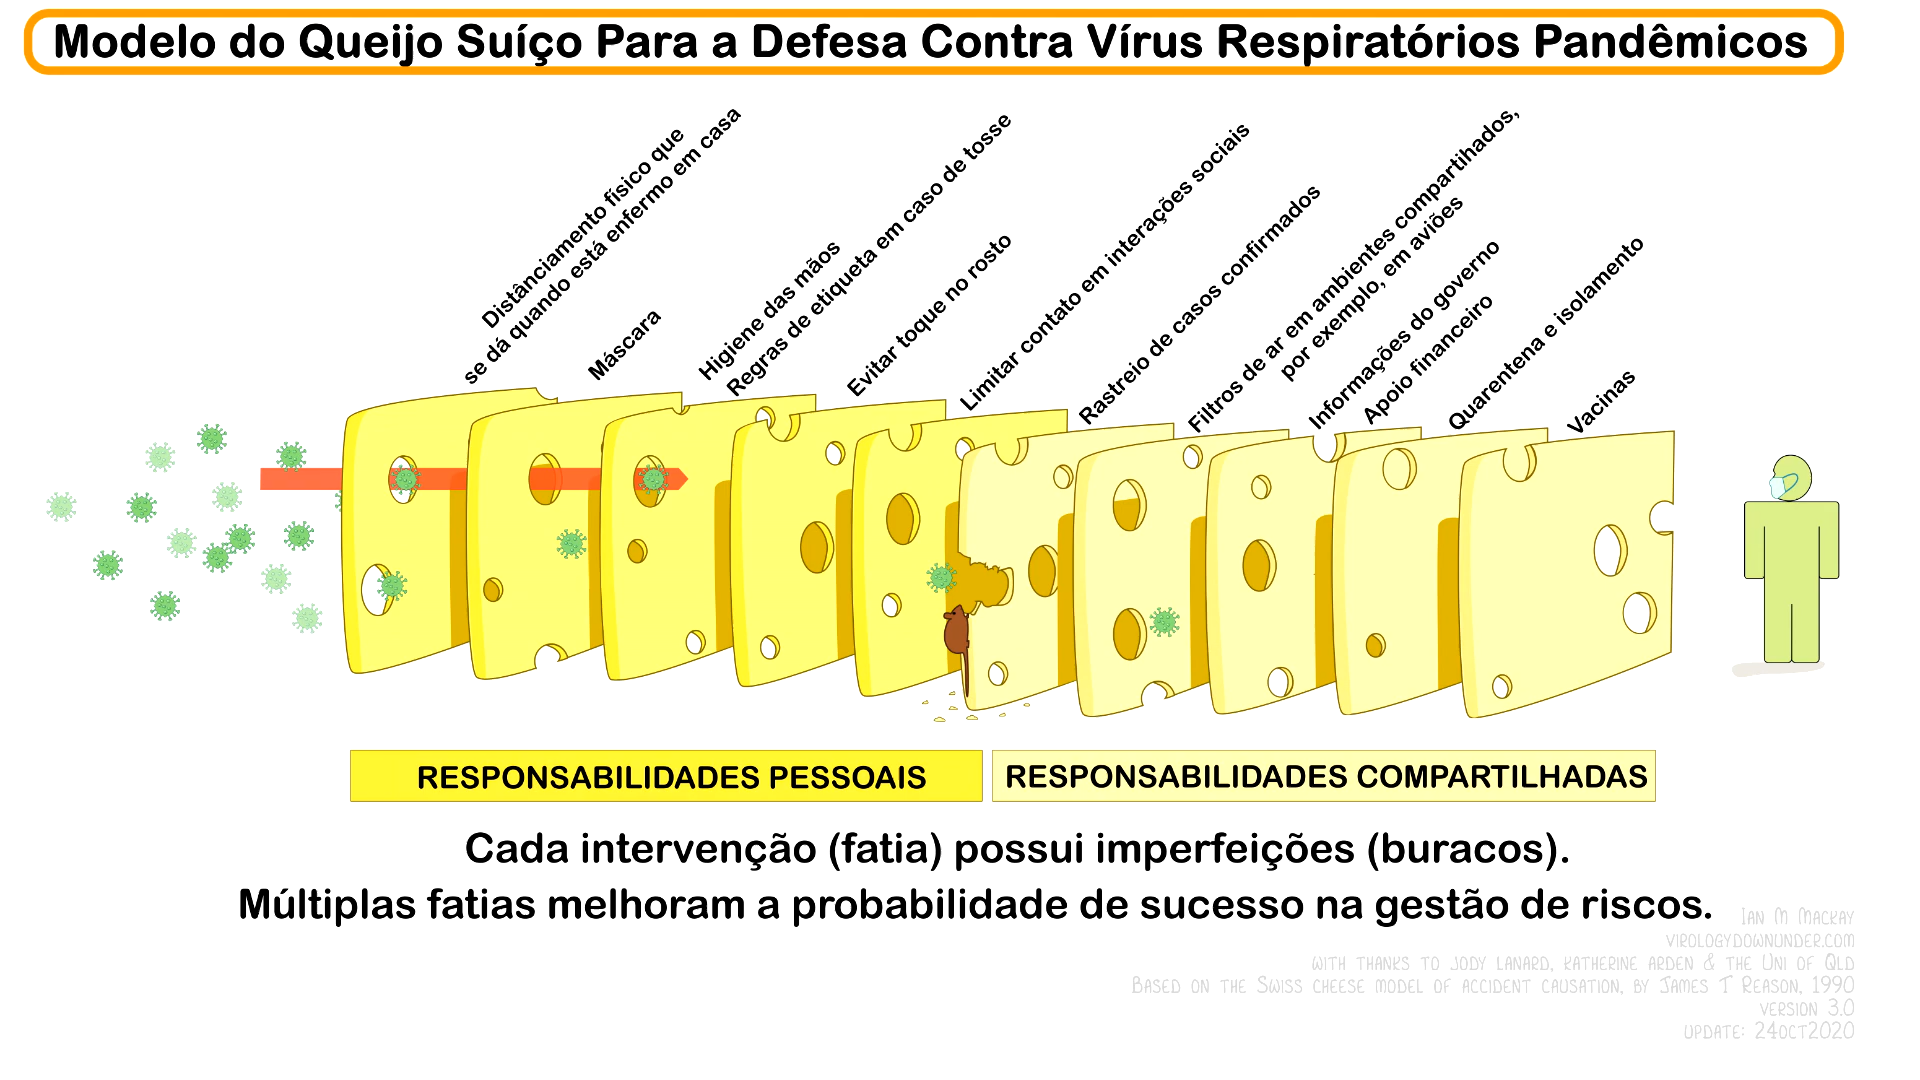 Modelo do Queijo Suíço Para a Defesa Contra Vírus Respiratórios Pandêmicos
Distânciamento físico que
se dá quando está enfermo em casa
Máscara
Higiene das mãos
Regras de etiqueta em caso de tosse
Evitar toque no rosto
Limitar contato em interações sociais
Rastreio de casos confirmados
Filtros de ar em ambientes compartilhados,
por exemplo, em aviões
Informações do governo
Apoio financeiro
Quarentena e isolamento
Vacinas
RESPONSABILIDADES PESSOAIS
RESPONSABILIDADES COMPARTILHADAS
Cada intervenção (fatia) possui imperfeições (buracos).
Múltiplas fatias melhoram a probabilidade de sucesso na gestão de riscos.
Ian M Mackay
virologydownunder.com
with thanks to Jody Lanard, Katherine Arden & the Uni of Qld
Based on the Swiss cheese model of accident causation, by James T Reason, 1990
version 3.0
update: 24oct2020